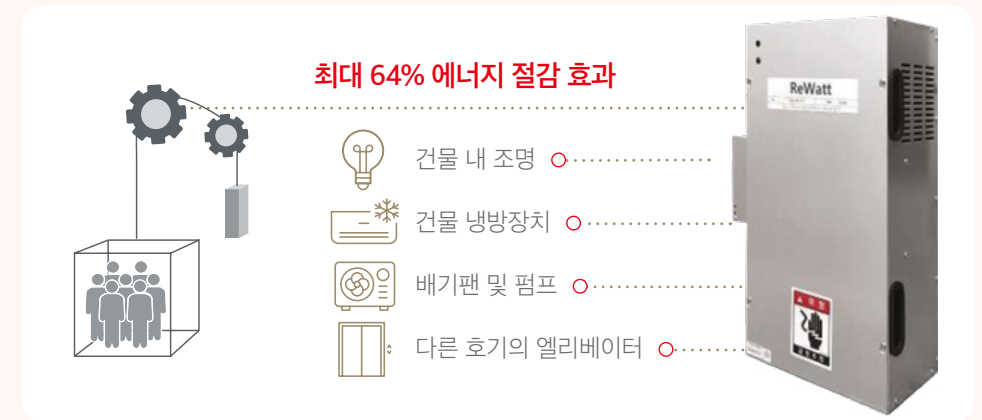 최대 64% 에너지 절감 효과
ReWatt
건물 내 조명
건물 냉방장치
배기팬 및 펌프
다른 호기의 엘리베이터
위 험